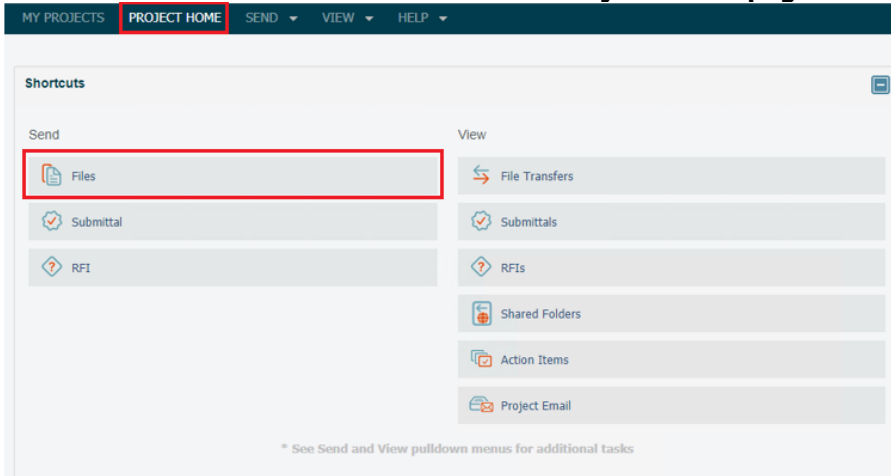 MY PROJECTS PROJECT HOME SEND VIEW HELP
Shortcuts
Send
Files
Submittal
RFI
View
File Transfers
Submittals
RFIs
Shared Folders
Action Items
Project Email
* See Send and View pulldown menus for additional tasks